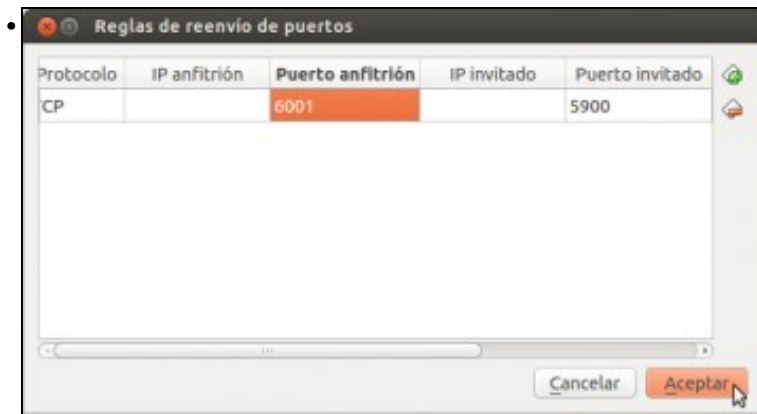 Reglas de reenvío de puertos
Protocolo IP anfitrión Puerto anfitrión IP invitado Puerto invitado
TCP 6001 5900
Cancelar Aceptar